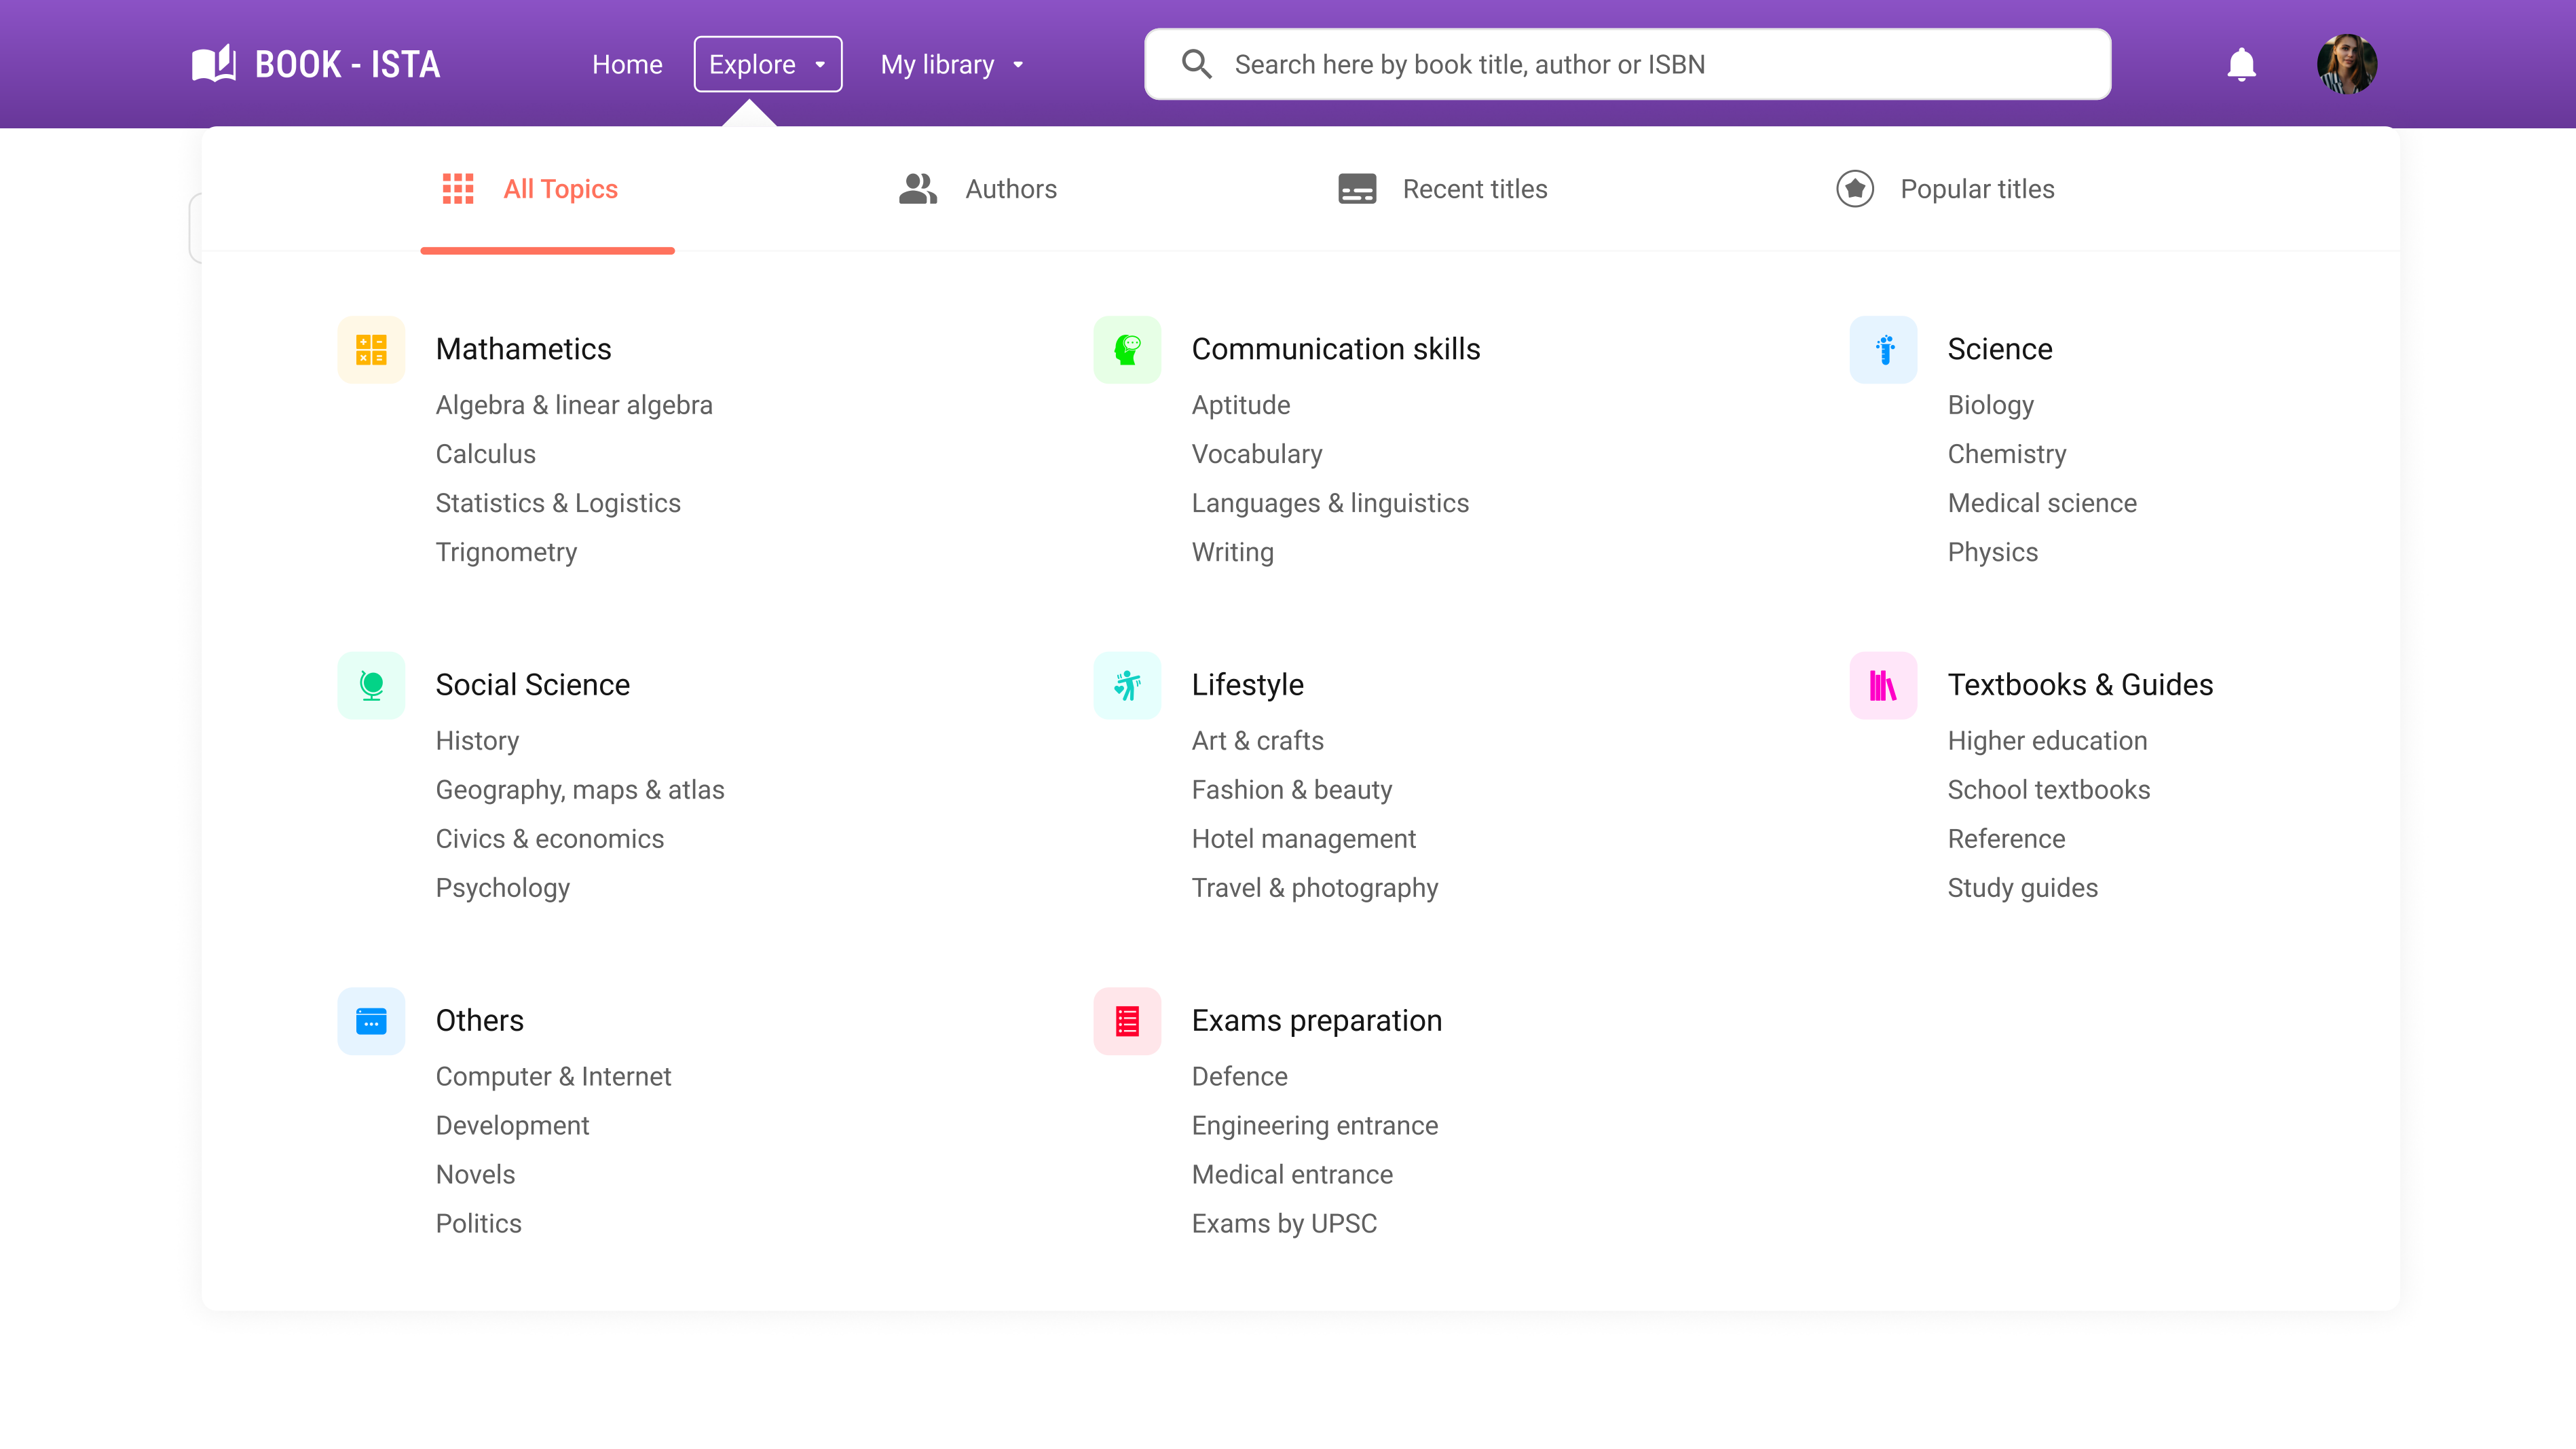 BOOK - ISTA
Home
Explore
My library
Search here by book title, author or ISBN
All Topics
Authors
Recent titles
Popular titles
Mathametics
Algebra & linear algebra
Calculus
Statistics & Logistics
Trignometry
Communication skills
Aptitude
Vocabulary
Languages & linguistics
Writing
Science
Biology
Chemistry
Medical science
Physics
Social Science
History
Geography, maps & atlas
Civics & economics
Psychology
Lifestyle
Art & crafts
Fashion & beauty
Hotel management
Travel & photography
Textbooks & Guides
Higher education
School textbooks
Reference
Study guides
Others
Computer & Internet
Development
Novels
Politics
Exams preparation
Defence
Engineering entrance
Medical entrance
Exams by UPSC